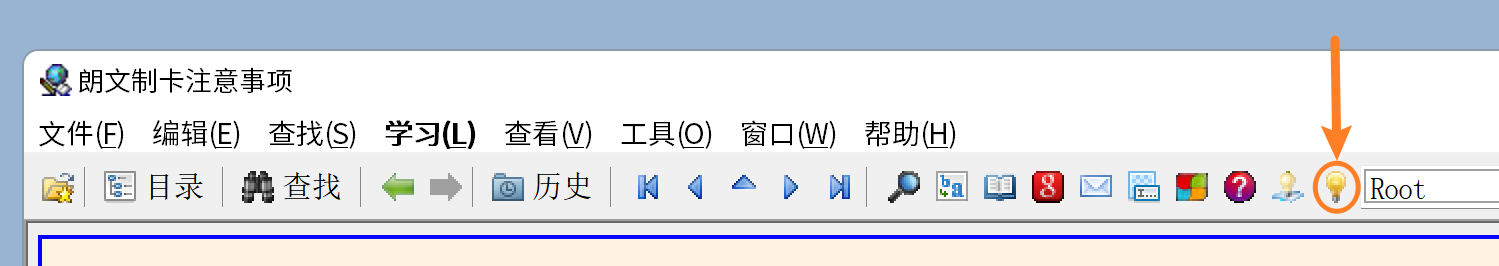 朗文制卡注意事项
文件(F) 编辑(E) 查找(S) 学习(L) 查看(V) 工具(O) 窗口(W) 帮助(H)
目录 查找 历史 b a 8 I... ? Root